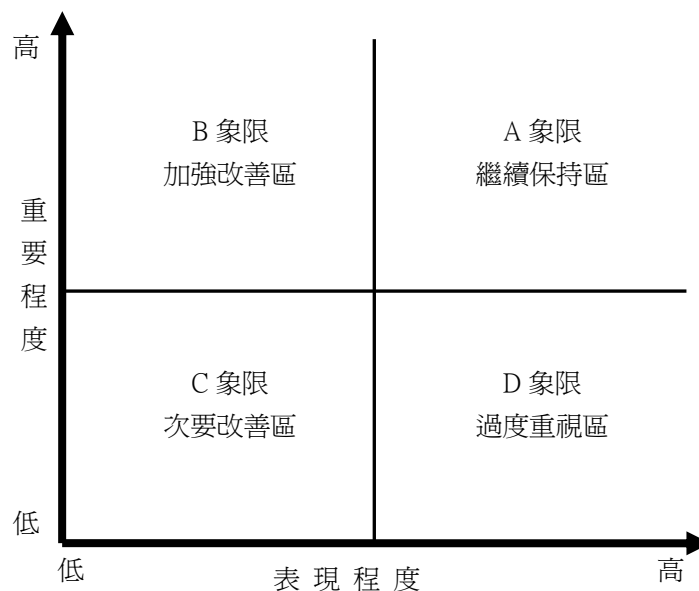 高
B 象限
加強改善區
A 象限
繼續保持區
重要程度
C 象限
次要改善區
D 象限
過度重視區
低
低
表 現 程 度
高